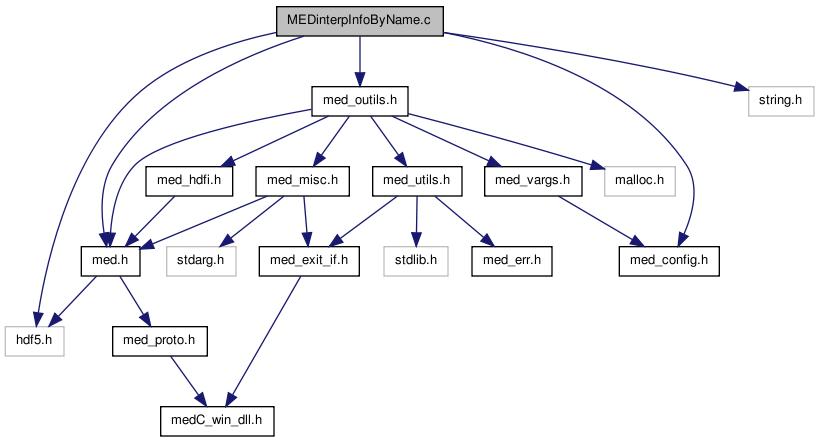 MEDinterpInfoByName.c
med_outils.h
string.h
med_hdfi.h
med_misc.h
med_utils.h
med_vargs.h
malloc.h
med.h
stdarg.h
med_exit_if.h
stdlib.h
med_err.h
med_config.h
hdf5.h
med_proto.h
medC_win_dll.h